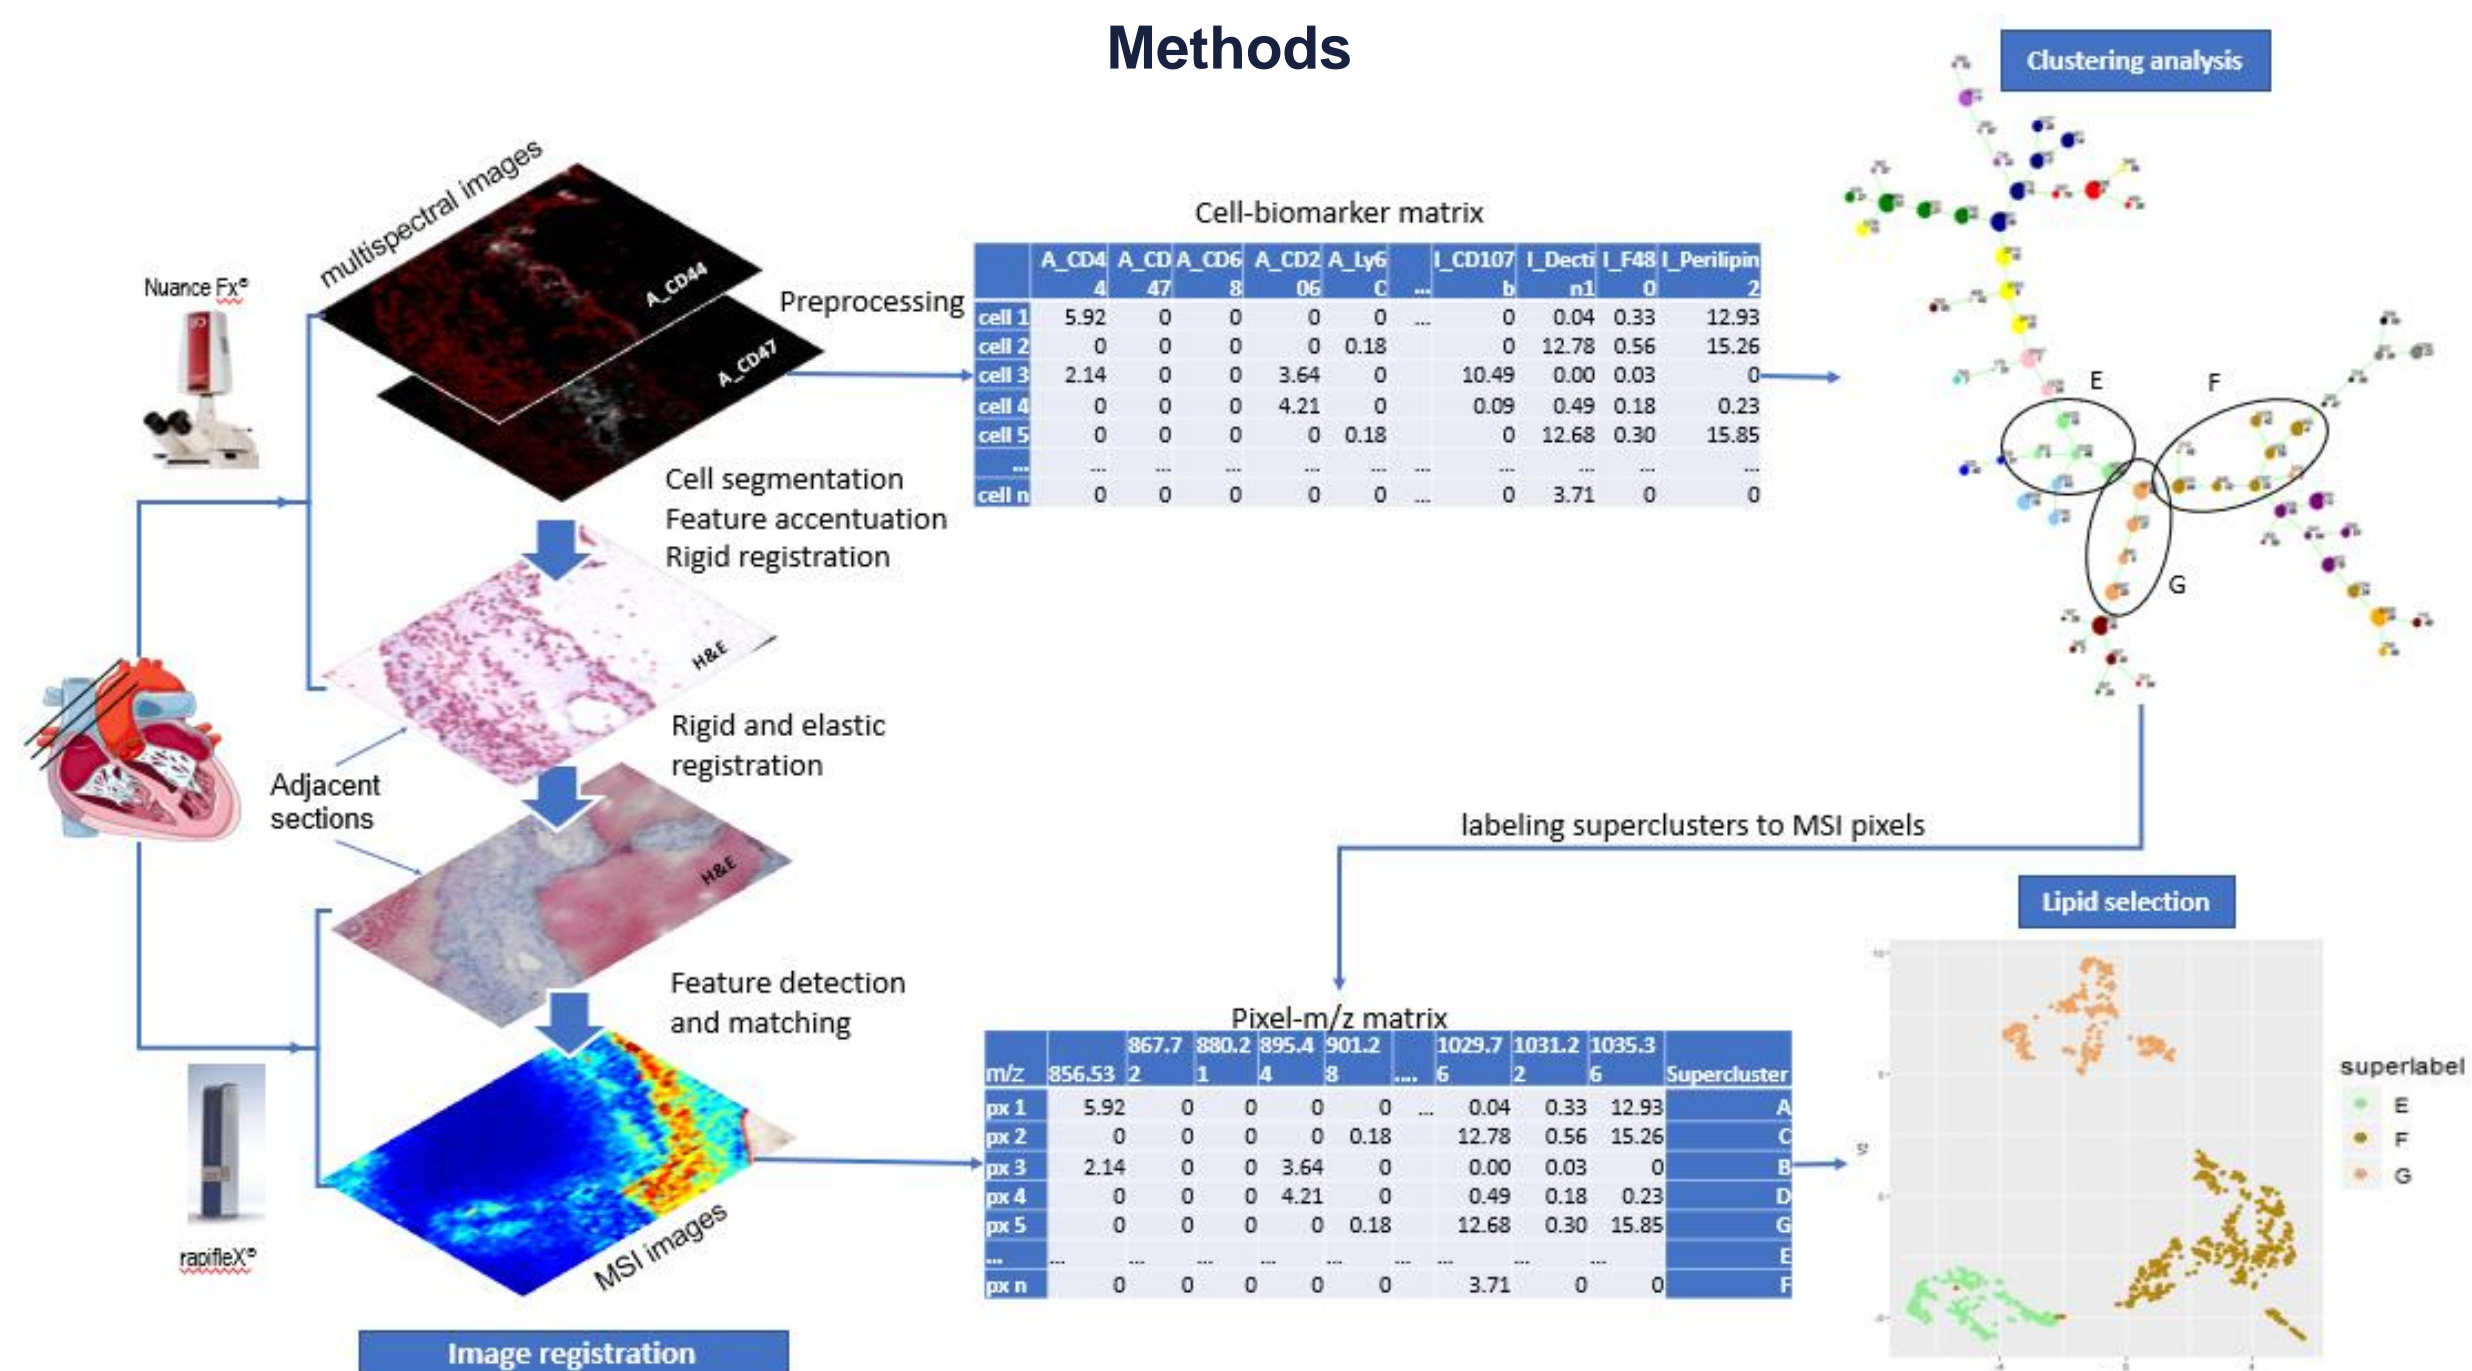 Methods
Clustering analysis
multispectral images
A_CD44
A_CD47
Nuance Fx®
Preprocessing
Cell-biomarker matrix
A_CD4 A_CD A_CD6 A_CD2 A_Ly6 I_CD107 I_Decti I_F48 I_Perilipin
4 47 8 06 C ... b n1 0 2
cell 1 5.92 0 0 0 0 ... 0 0.04 0.33 12.93
cell 2 0 0 0 0 0.18 0 12.78 0.56 15.26
cell 3 2.14 0 0 3.64 0 10.49 0.00 0.03 0
cell 4 0 0 0 4.21 0 0.09 0.49 0.18 0.23
cell 5 0 0 0 0 0.18 0 12.68 0.30 15.85
... ... ... ... ... ... ... ... ... ... ...
cell n 0 0 0 0 0 ... 0 3.71 0 0
E
F
G
Cell segmentation
Feature accentuation
Rigid registration
H&E
Rigid and elastic
registration
Adjacent
sections
H&E
labeling superclusters to MSI pixels
Feature detection
and matching
MSI images
rapifleX®
Image registration
Pixel-m/z matrix
867.7 880.2 895.4 901.2 1029.7 1031.2 1035.3
m/z 856.53 2 1 4 8 .... 6 2 6 Supercluster
px 1 5.92 0 0 0 0 ... 0.04 0.33 12.93 A
px 2 0 0 0 0 0.18 12.78 0.56 15.26 C
px 3 2.14 0 0 3.64 0 0.00 0.03 0 B
px 4 0 0 0 4.21 0 0.49 0.18 0.23 D
px 5 0 0 0 0 0.18 12.68 0.30 15.85 G
... ... ... ... ... ... ... ... ... ... E
px n 0 0 0 0 0 3.71 0 0 F
Lipid selection
superlabel
E
F
G